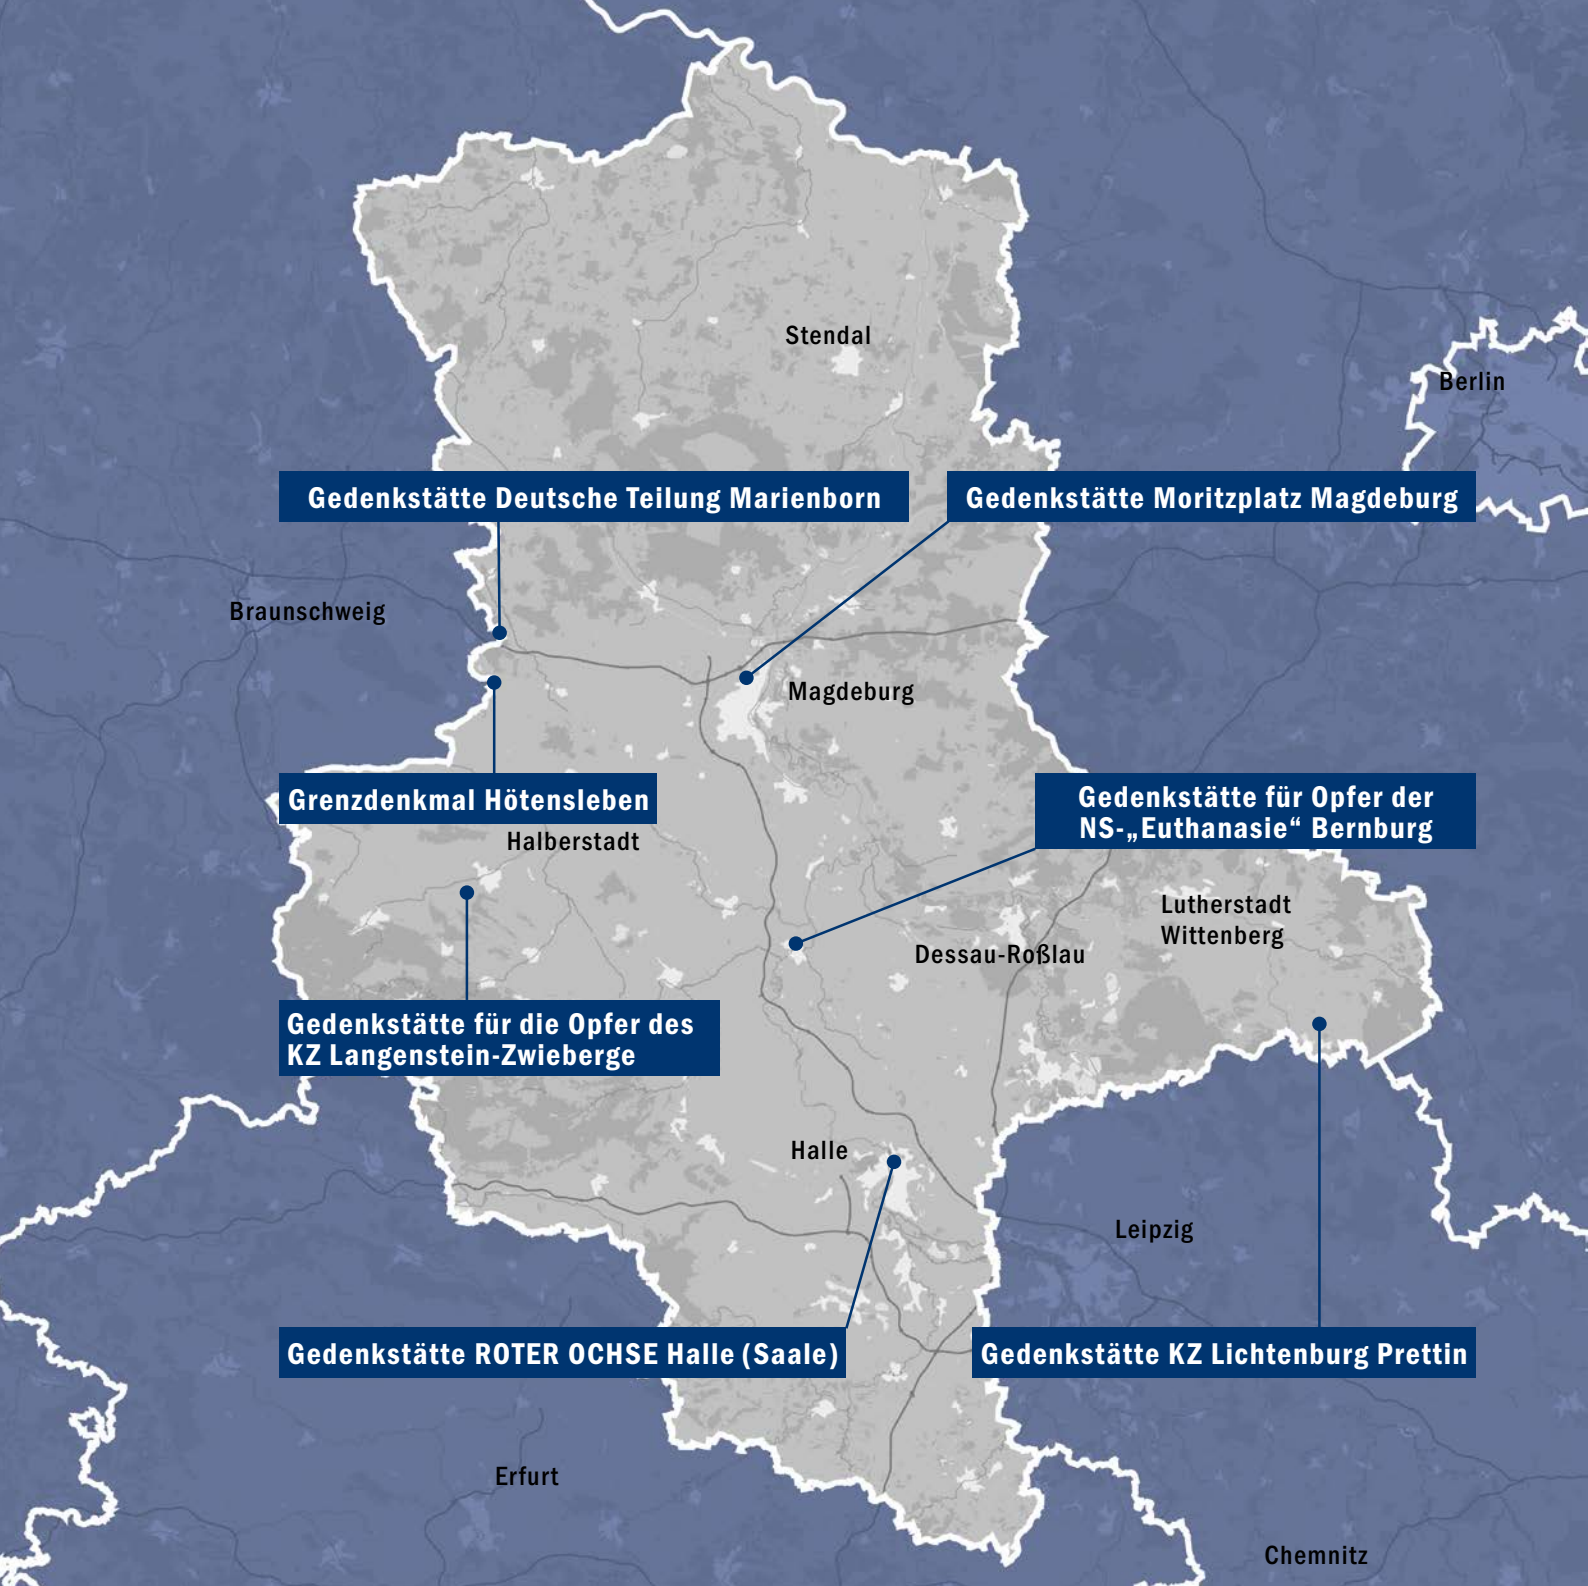 Stendal
Berlin
Gedenkstätte Deutsche Teilung Marienborn
Gedenkstätte Moritzplatz Magdeburg
Braunschweig
Magdeburg
Grenzdenkmal Hötensleben
Gedenkstätte für Opfer der
NS-„Euthanasie“ Bernburg
Halberstadt
Lutherstadt
Wittenberg
Dessau-Roßlau
Gedenkstätte für die Opfer des
KZ Langenstein-Zwieberge
Halle
Leipzig
Gedenkstätte ROTER OCHSE Halle (Saale)
Gedenkstätte KZ Lichtenburg Prettin
Erfurt
Chemnitz